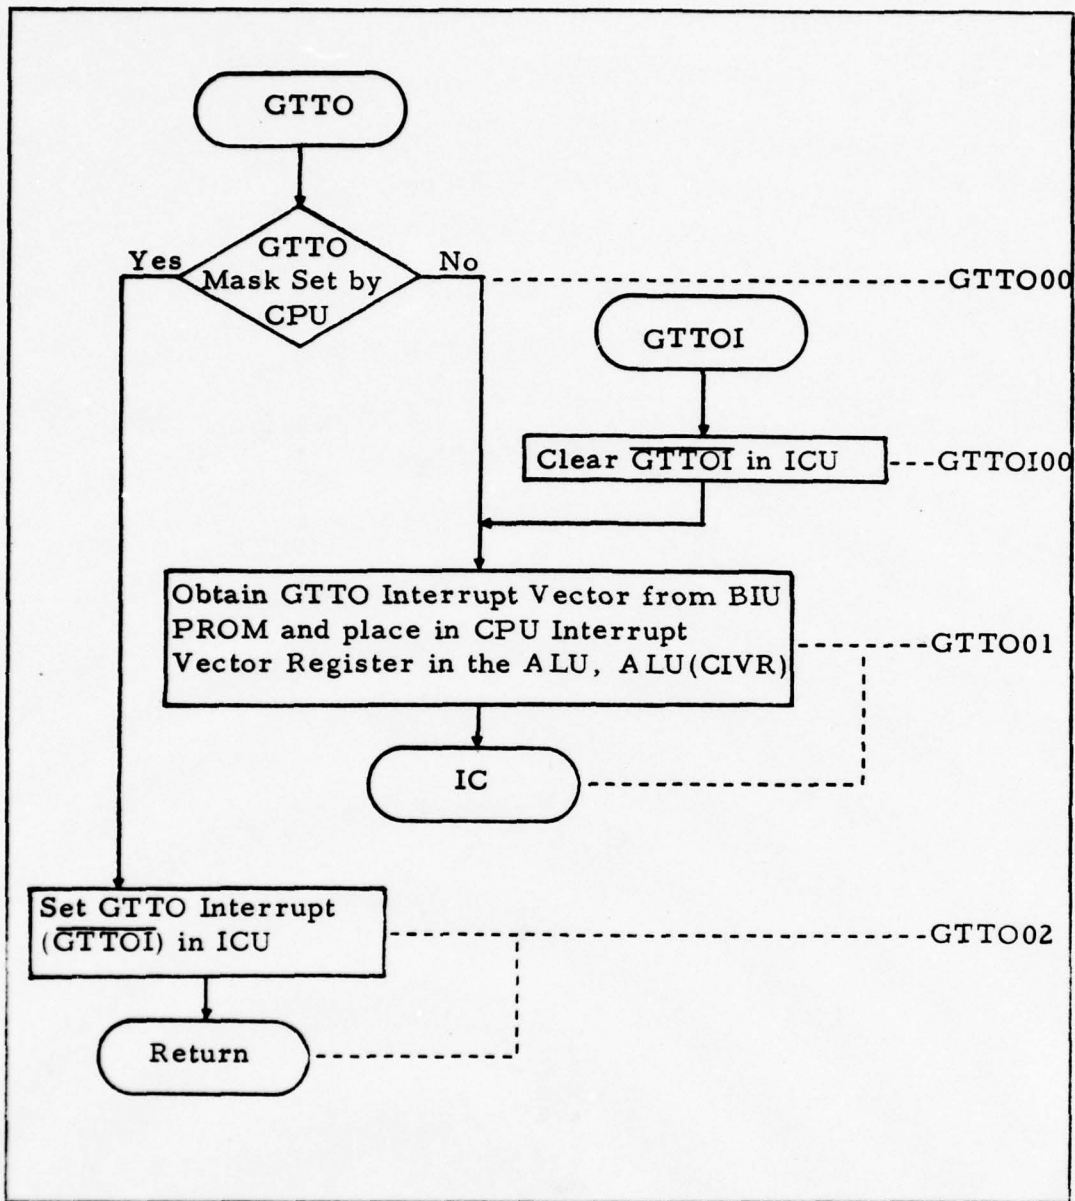 GTTO
GTTO
Mask Set by
CPU
Yes
No
GTTO00
GTTOI
Clear G̅T̅T̅O̅I̅ in ICU
GTTOI00
Obtain GTTO Interrupt Vector from BIU
PROM and place in CPU Interrupt
Vector Register in the ALU, ALU(CIVR)
GTTO01
IC
Set GTTO Interrupt
(G̅T̅T̅O̅I̅) in ICU
GTTO02
Return